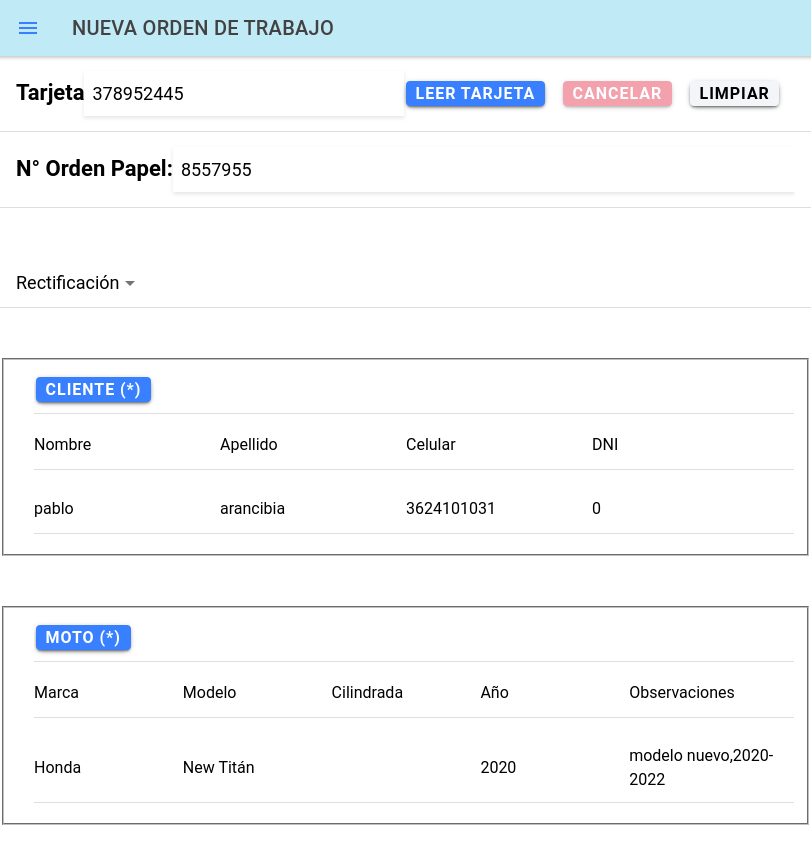 NUEVA ORDEN DE TRABAJO
Tarjeta 378952445 LEER TARJETA CANCELAR LIMPIAR
N° Orden Papel: 8557955
Rectificación
CLIENTE (*)
Nombre Apellido Celular DNI
pablo arancibia 3624101031 0
MOTO (*)
Marca Modelo Cilindrada Año Observaciones
Honda New Titán 2020 modelo nuevo,2020-
2022